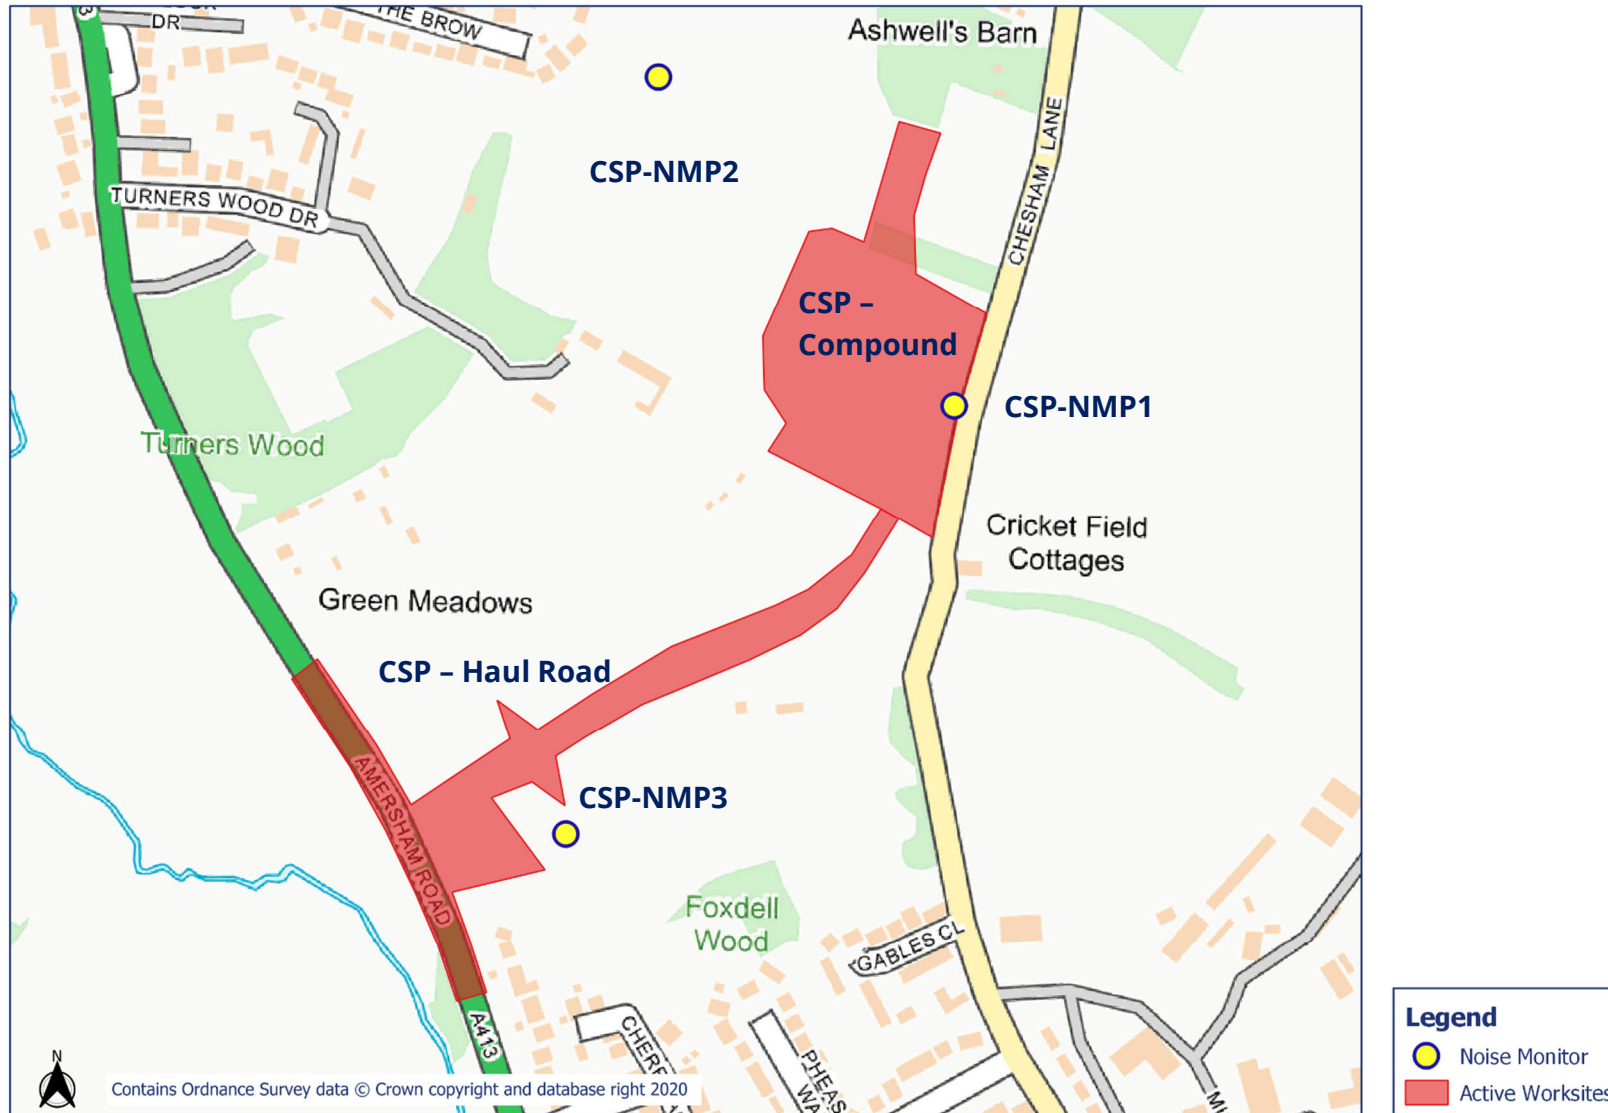 DR
THE BROW
Ashwell's Barn
CSP-NMP2
CHESHAM LANE
TURNERS WOOD DR
CSP –
Compound
CSP-NMP1
Turners Wood
Cricket Field
Cottages
Green Meadows
CSP – Haul Road
AMERSHAM ROAD
CSP-NMP3
Foxdell
Wood
GABLES CL
A413
N
Contains Ordnance Survey data © Crown copyright and database right 2020
Legend
Noise Monitor
Active Worksites